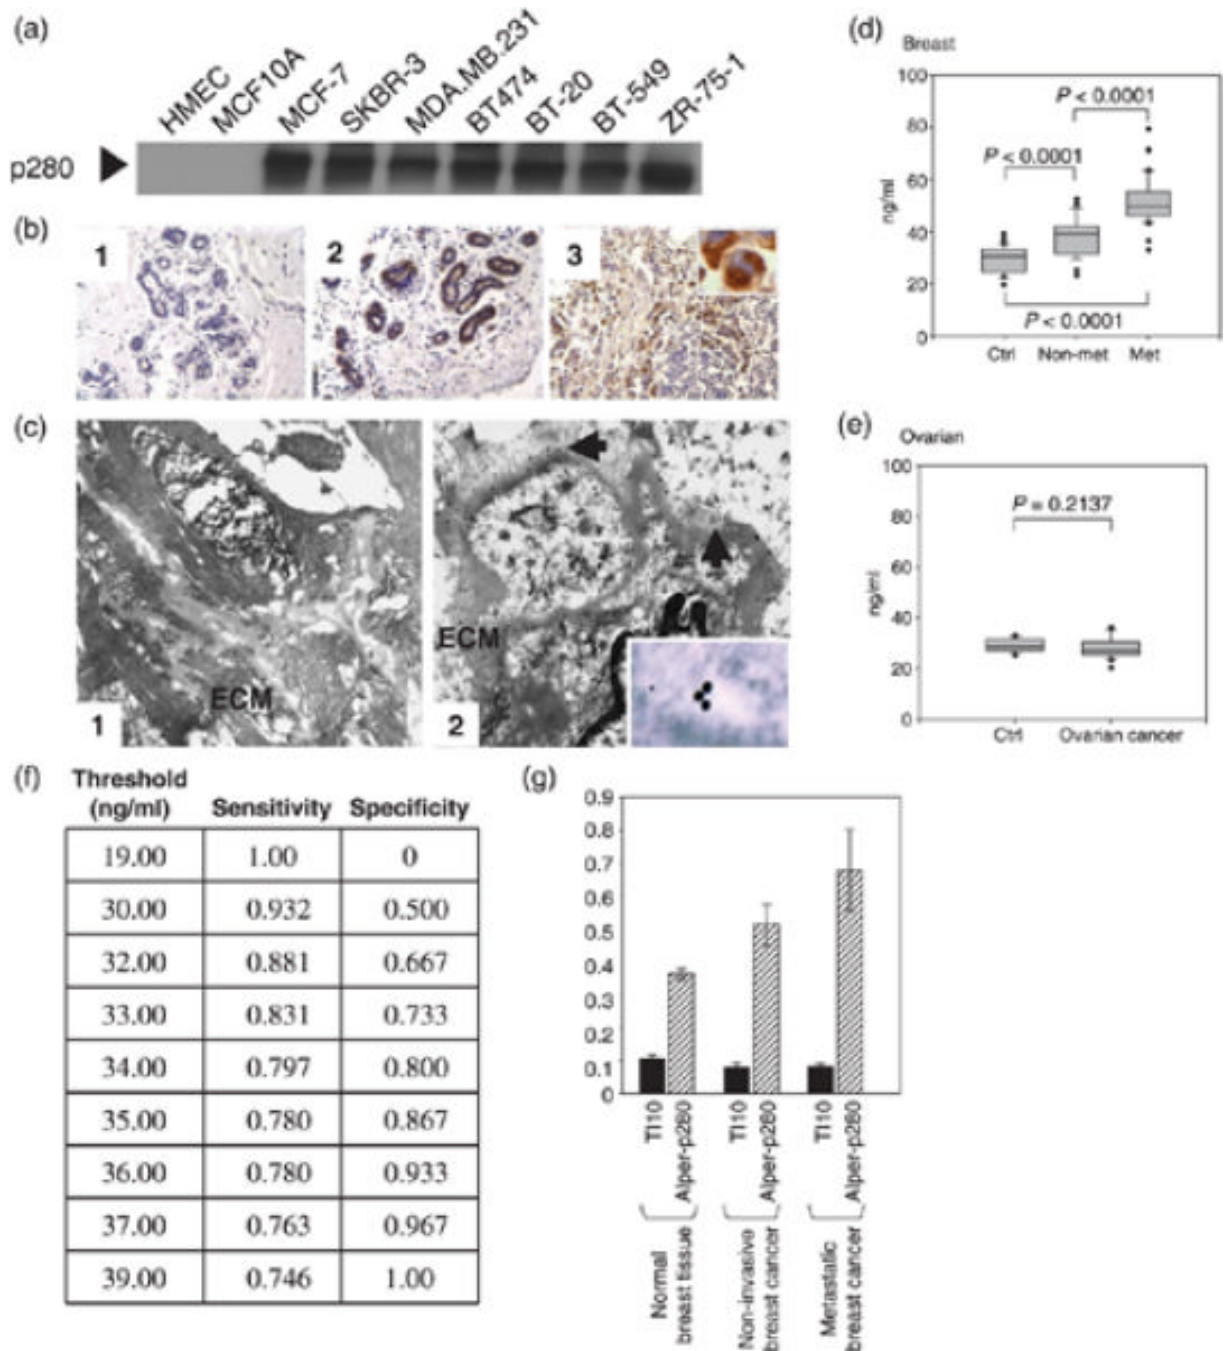 (a)
HMEC
MCF10A
MCF-7
SKBR-3
MDA.MB.231
BT474
BT-20
BT-549
ZR-75-1
p280
(b)
1
2
3
(c)
ECM
1
ECM
2
(d)
Breast
100
80
60
40
20
0
ng/ml
P < 0.0001
P < 0.0001
P < 0.0001
Ctrl Non-met Met
(e)
Ovarian
100
80
60
40
20
0
ng/ml
P = 0.2137
Ctrl Ovarian cancer
(f)
Threshold
(ng/ml) Sensitivity Specificity
19.00 1.00 0
30.00 0.932 0.500
32.00 0.881 0.667
33.00 0.831 0.733
34.00 0.797 0.800
35.00 0.780 0.867
36.00 0.780 0.933
37.00 0.763 0.967
39.00 0.746 1.00
(g)
0.9
0.8
0.7
0.6
0.5
0.4
0.3
0.2
0.1
0
TI10
Alper-p280
TI10
Alper-p280
TI10
Alper-p280
Normal
breast tissue
Non-invasive
breast cancer
Metastatic
breast cancer